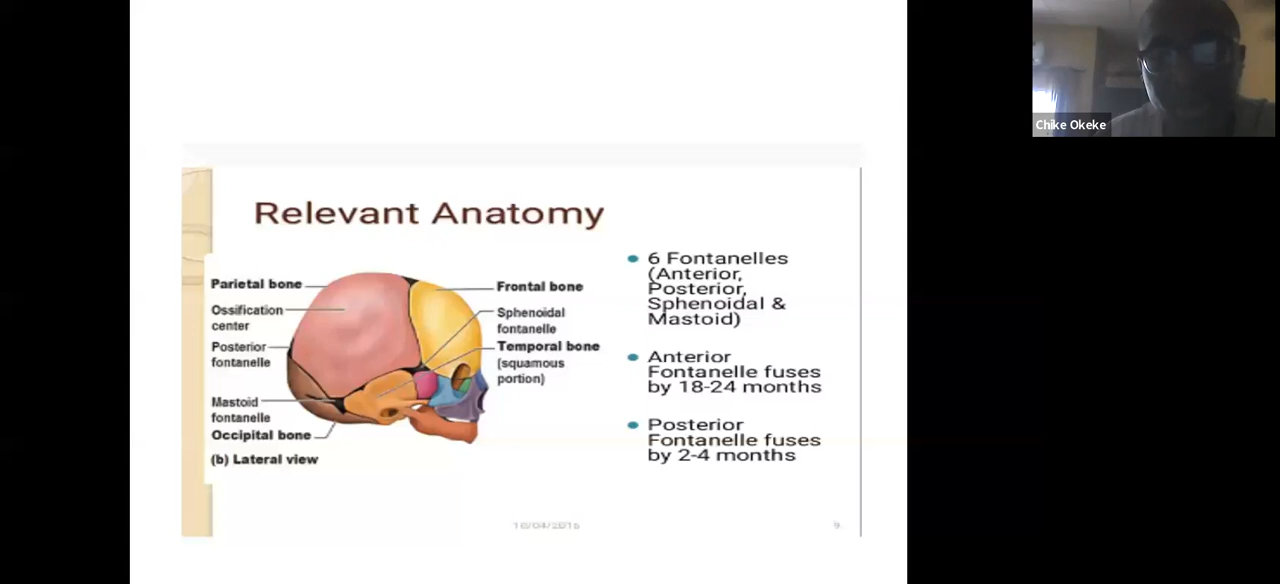 Chike Okeke
Relevant Anatomy
Parietal bone
Ossification
center
Posterior
fontanelle
Mastoid
fontanelle
Occipital bone
(b) Lateral view
Frontal bone
Sphenoidal
fontanelle
Temporal bone
(squamous
portion)
6 Fontanelles
(Anterior,
Posterior,
Sphenoidal &
Mastoid)
Anterior
Fontanelle fuses
by 18-24 months
Posterior
Fontanelle fuses
by 2-4 months
9